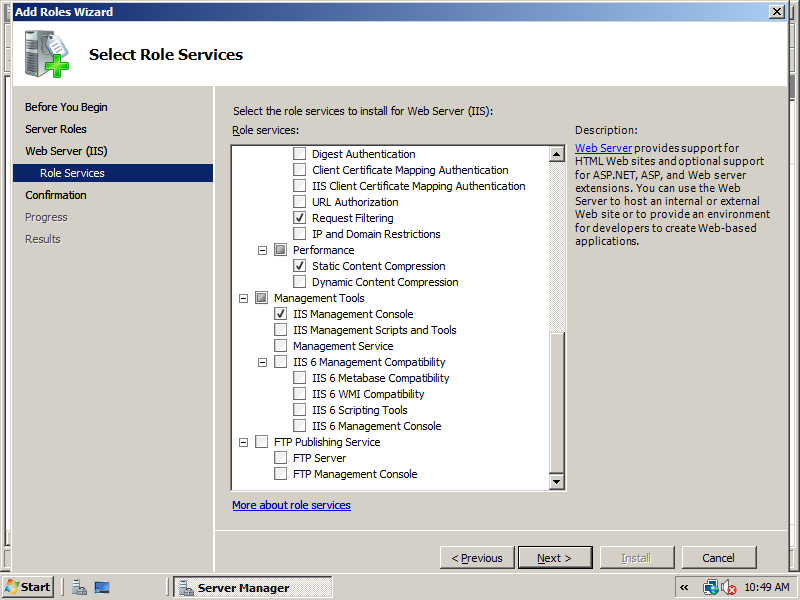 Add Roles Wizard
Select Role Services
Before You Begin
Server Roles
Web Server (IIS)
Role Services
Confirmation
Progress
Results
Select the role services to install for Web Server (IIS):
Role services:
Digest Authentication
Client Certificate Mapping Authentication
IIS Client Certificate Mapping Authentication
URL Authorization
Request Filtering
IP and Domain Restrictions
Performance
Static Content Compression
Dynamic Content Compression
Management Tools
IIS Management Console
IIS Management Scripts and Tools
Management Service
IIS 6 Management Compatibility
IIS 6 Metabase Compatibility
IIS 6 WMI Compatibility
IIS 6 Scripting Tools
IIS 6 Management Console
FTP Publishing Service
FTP Server
FTP Management Console
More about role services
Description:
Web Server provides support for
HTML Web sites and optional support
for ASP.NET, ASP, and Web server
extensions. You can use the Web
Server to host an internal or external
Web site or to provide an environment
for developers to create Web-based
applications.
< Previous
Next >
Install
Cancel
Start
Server Manager
10:49 AM